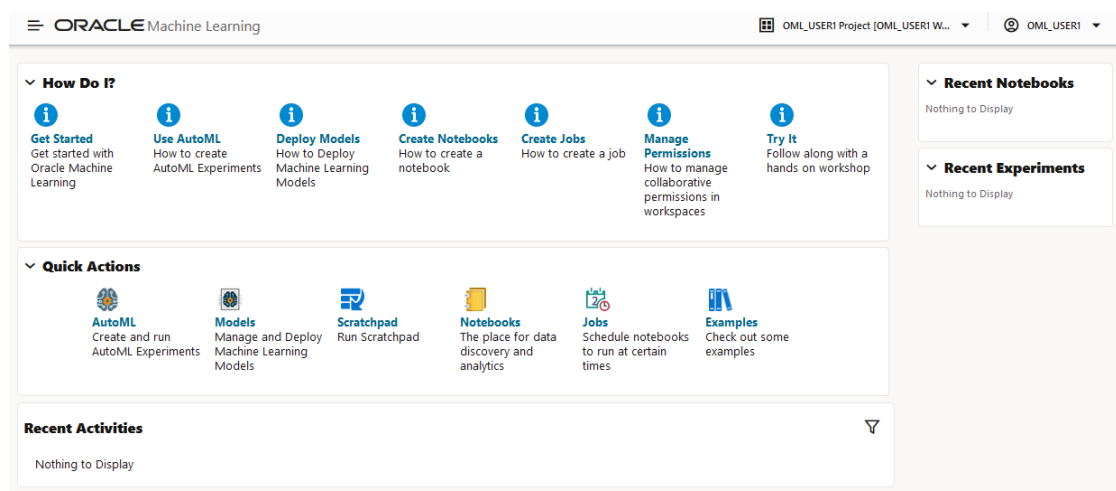 ORACLE Machine Learning
OML_USER1 Project [OML_USER1 W...
OML_USER1
How Do I?
Get Started
Get started with
Oracle Machine
Learning
Use AutoML
How to create
AutoML Experiments
Deploy Models
How to Deploy
Machine Learning
Models
Create Notebooks
How to create a
notebook
Create Jobs
How to create a job
Manage
Permissions
How to manage
collaborative
permissions in
workspaces
Try It
Follow along with a
hands on workshop
Quick Actions
AutoML
Create and run
AutoML Experiments
Models
Manage and Deploy
Machine Learning
Models
Scratchpad
Run Scratchpad
Notebooks
The place for data
discovery and
analytics
Jobs
Schedule notebooks
to run at certain
times
Examples
Check out some
examples
Recent Activities
Nothing to Display
Recent Notebooks
Nothing to Display
Recent Experiments
Nothing to Display